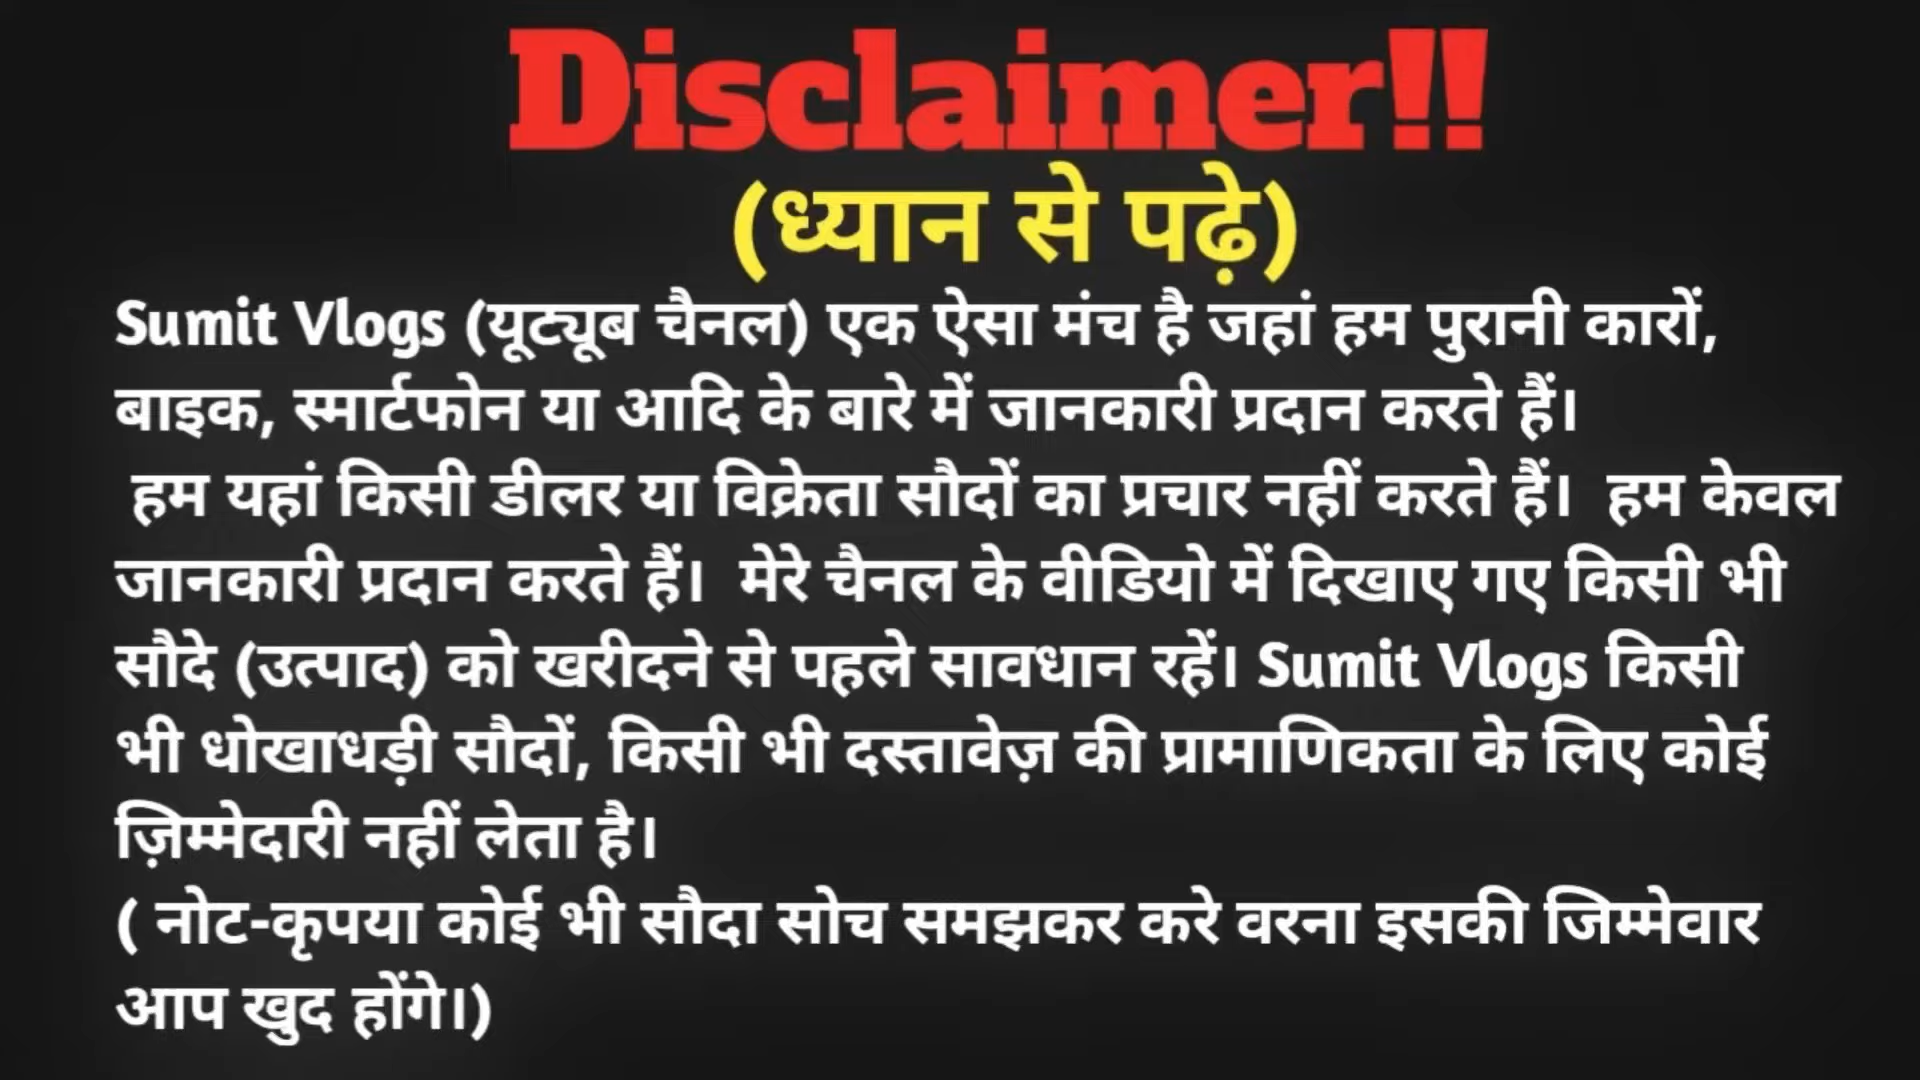 Disclaimer!!
(ध्यान से पढ़े)
Sumit Vlogs (यूट्यूब चैनल) एक ऐसा मंच है जहां हम पुरानी कारों,
बाइक, स्मार्टफोन या आदि के बारे में जानकारी प्रदान करते हैं।
हम यहां किसी डीलर या विक्रेता सौदों का प्रचार नहीं करते हैं। हम केवल
जानकारी प्रदान करते हैं। मेरे चैनल के वीडियो में दिखाए गए किसी भी
सौदे (उत्पाद) को खरीदने से पहले सावधान रहें। Sumit Vlogs किसी
भी धोखाधड़ी सौदों, किसी भी दस्तावेज़ की प्रामाणिकता के लिए कोई
ज़िम्मेदारी नहीं लेता है।
( नोट-कृपया कोई भी सौदा सोच समझकर करे वरना इसकी जिम्मेवार
आप खुद होंगे।)